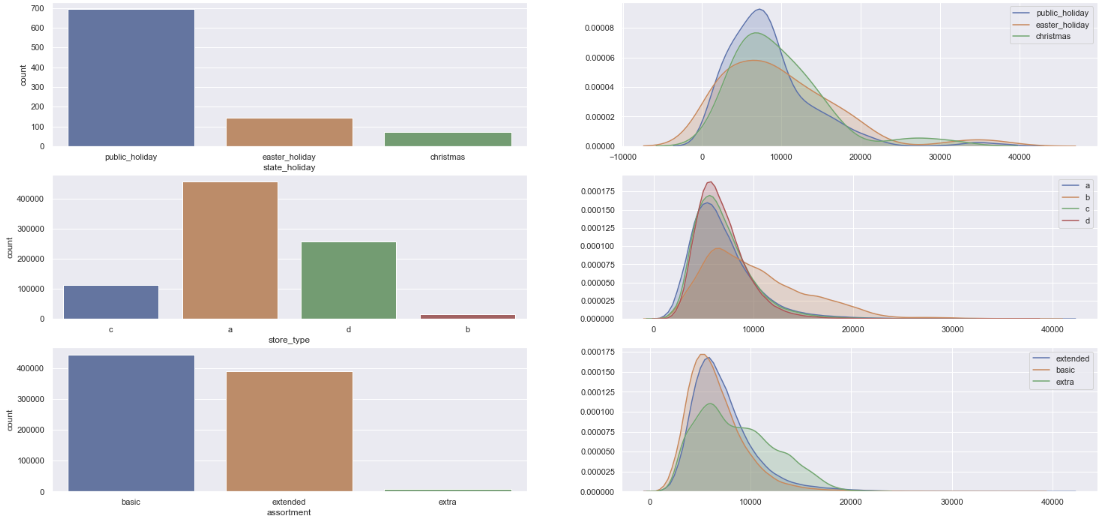 700
600
500
400
300
200
100
0
count
public_holiday easter_holiday christmas
state_holiday
0.00008
0.00006
0.00004
0.00002
0.00000
−10000 0 10000 20000 30000 40000
public_holiday
easter_holiday
christmas
400000
300000
200000
100000
0
count
c a d b
store_type
0.000175
0.000150
0.000125
0.000100
0.000075
0.000050
0.000025
0.000000
0 10000 20000 30000 40000
a
b
c
d
400000
300000
200000
100000
0
count
basic extended extra
assortment
0.000175
0.000150
0.000125
0.000100
0.000075
0.000050
0.000025
0.000000
0 10000 20000 30000 40000
extended
basic
extra